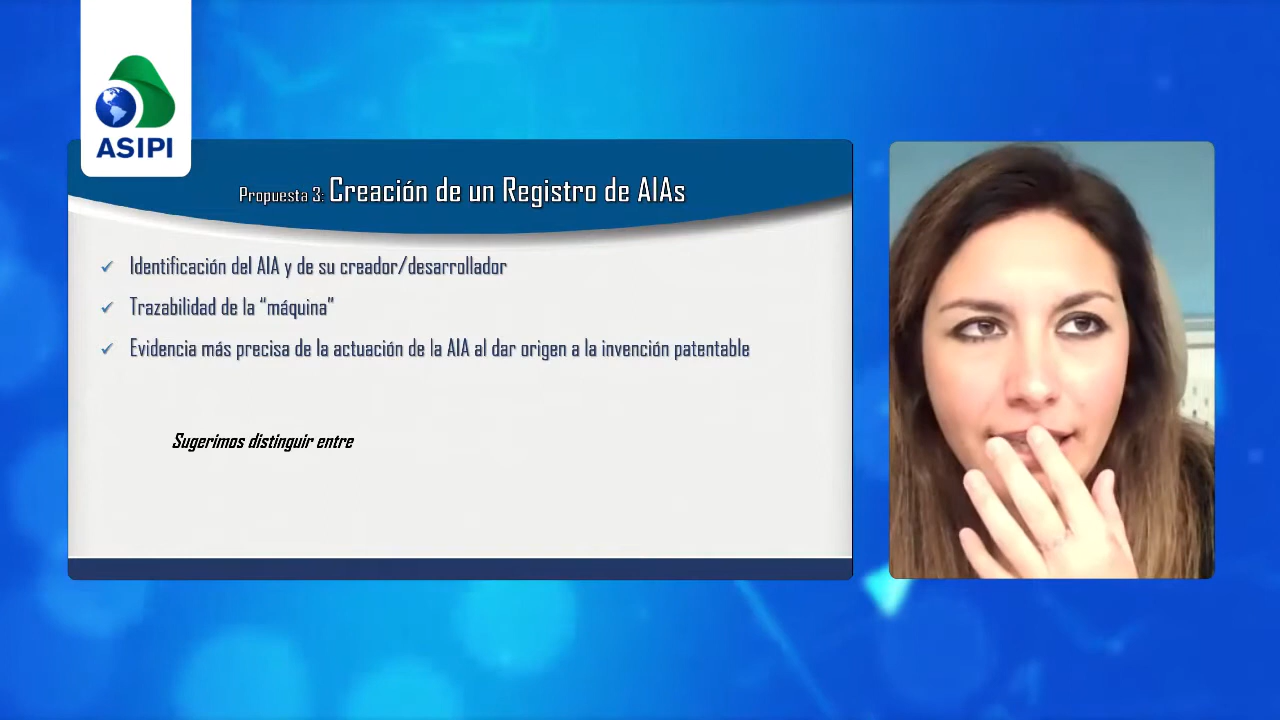 ASIPI
Propuesta 3: Creación de un Registro de AIAs
Identificación del AIA y de su creador/desarrollador
Trazabilidad de la “máquina”
Evidencia más precisa de la actuación de la AIA al dar origen a la invención patentable
Sugerimos distinguir entre